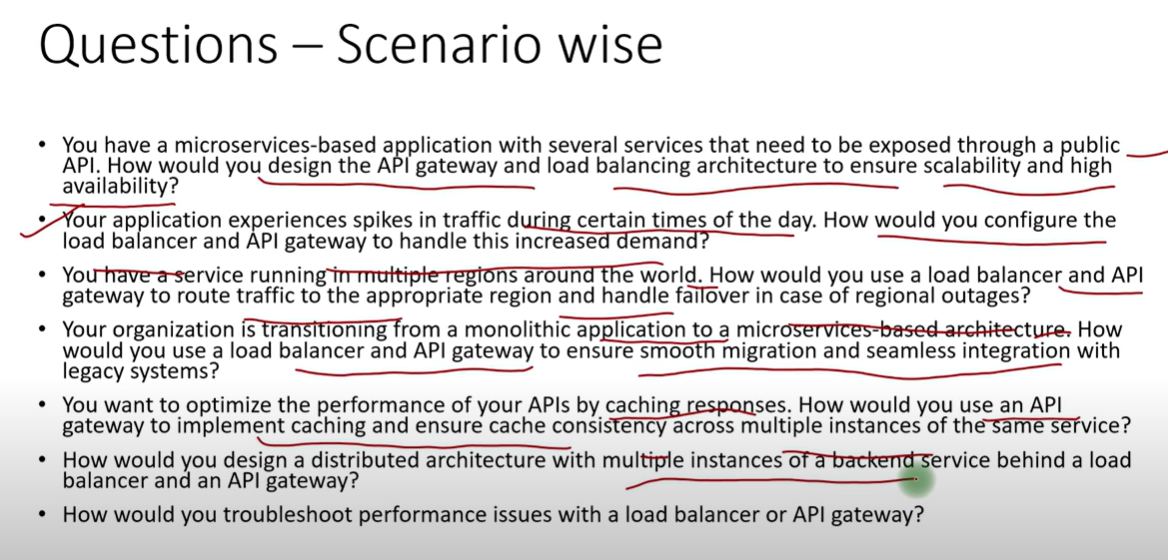 Questions – Scenario wise
• You have a microservices-based application with several services that need to be exposed through a public
API. How would you design the API gateway and load balancing architecture to ensure scalability and high
availability?
• Your application experiences spikes in traffic during certain times of the day. How would you configure the
load balancer and API gateway to handle this increased demand?
• You have a service running in multiple regions around the world. How would you use a load balancer and API
gateway to route traffic to the appropriate region and handle failover in case of regional outages?
• Your organization is transitioning from a monolithic application to a microservices-based architecture. How
would you use a load balancer and API gateway to ensure smooth migration and seamless integration with
legacy systems?
• You want to optimize the performance of your APIs by caching responses. How would you use an API
gateway to implement caching and ensure cache consistency across multiple instances of the same service?
• How would you design a distributed architecture with multiple instances of a backend service behind a load
balancer and an API gateway?
• How would you troubleshoot performance issues with a load balancer or API gateway?